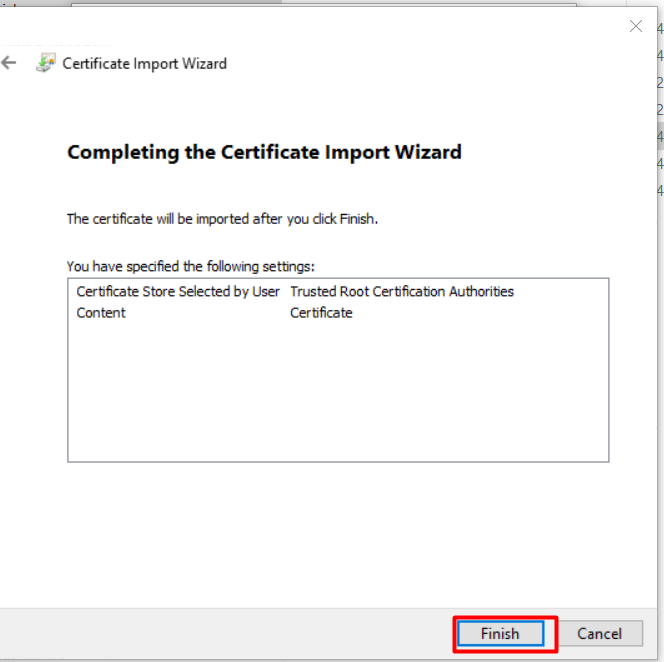 Certificate Import Wizard
Completing the Certificate Import Wizard
The certificate will be imported after you click Finish.
You have specified the following settings:
Certificate Store Selected by User Trusted Root Certification Authorities
Content Certificate
Finish Cancel